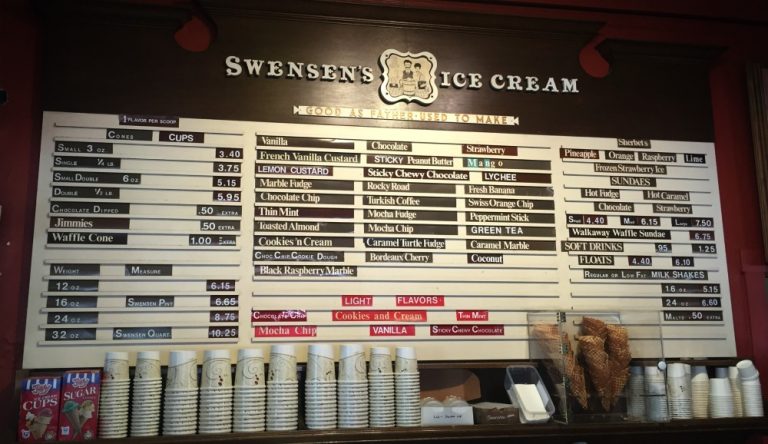 SWENSEN'S ICE CREAM
GOOD AS FATHER USED TO MAKE
1 FLAVOR PER SCOOP
CONES CUPS
SMALL 3 OZ 3.40
SINGLE 1/4 LB 3.75
SMALL DOUBLE 6 OZ 5.15
DOUBLE 1/2 LB 5.95
CHOCOLATE DIPPED .50 EXTRA
Jimmies .50 EXTRA
Waffle Cone 1.00 EXTRA
WEIGHT MEASURE
12 OZ 6.15
16 OZ SWENSEN PINT 6.65
24 OZ 8.75
32 OZ SWENSEN QUART 10.25
Vanilla Chocolate Strawberry
French Vanilla Custard STICKY Peanut Butter Mango
LEMON CUSTARD Sticky Chewy Chocolate LYCHEE
Marble Fudge Rocky Road Fresh Banana
Chocolate Chip Turkish Coffee Swiss Orange Chip
Thin Mint Mocha Fudge Peppermint Stick
Toasted Almond Mocha Chip GREEN TEA
Cookies 'n Cream Caramel Turtle Fudge Caramel Marble
CHOC CHIP COOKIE DOUGH Bordeaux Cherry Coconut
Black Raspberry Marble
LIGHT FLAVORS
CHOCOLATE CHIP Cookies and Cream THIN MINT
Mocha Chip VANILLA STICKY CHEWY CHOCOLATE
Sherbet's
Pineapple Orange Raspberry Lime
Frozen Strawberry Ice
SUNDAES
Hot Fudge Hot Caramel
Chocolate Strawberry
SMALL 4.40 MED 6.15 LARGE 7.50
Walkaway Waffle Sundae 6.75
SOFT DRINKS .95 1.25
FLOATS 4.40 6.10
REGULAR OR LOW FAT MILK SHAKES
16 OZ 5.15
24 OZ 6.60
MALTS .50 EXTRA
CUPS
SUGAR